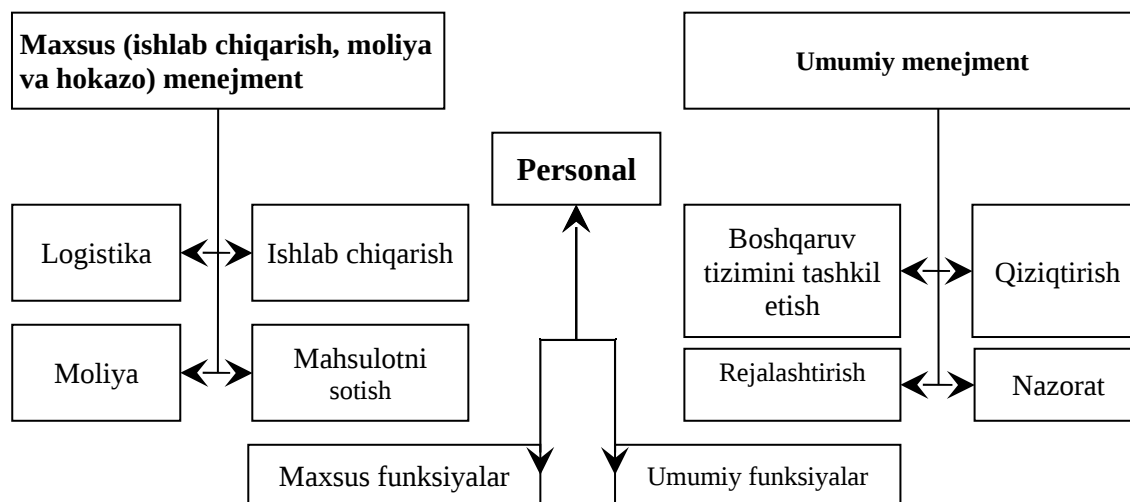 Maxsus (ishlab chiqarish, moliya
va hokazo) menejment
Umumiy menejment
Personal
Logistika
Ishlab chiqarish
Boshqaruv
tizimini tashkil
etish
Qiziqtirish
Moliya
Mahsulotni
sotish
Rejalashtirish
Nazorat
Maxsus funksiyalar
Umumiy funksiyalar